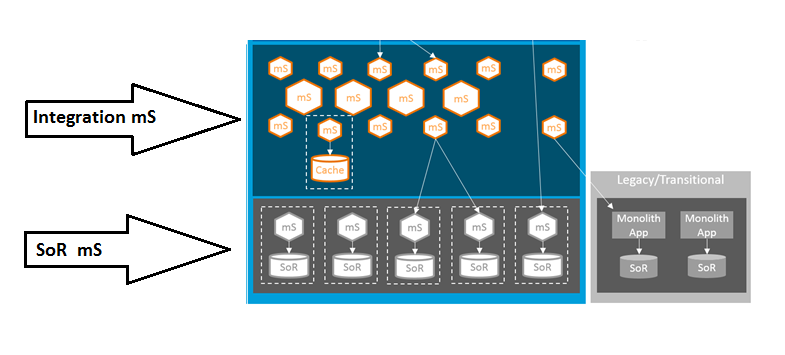 mS mS mS mS mS mS
mS mS mS mS
Integration mS
mS mS mS mS mS mS
Cache
Legacy/Transitional
Monolith App
Monolith App
SoR mS
mS mS mS mS mS
SoR SoR SoR SoR SoR
SoR SoR